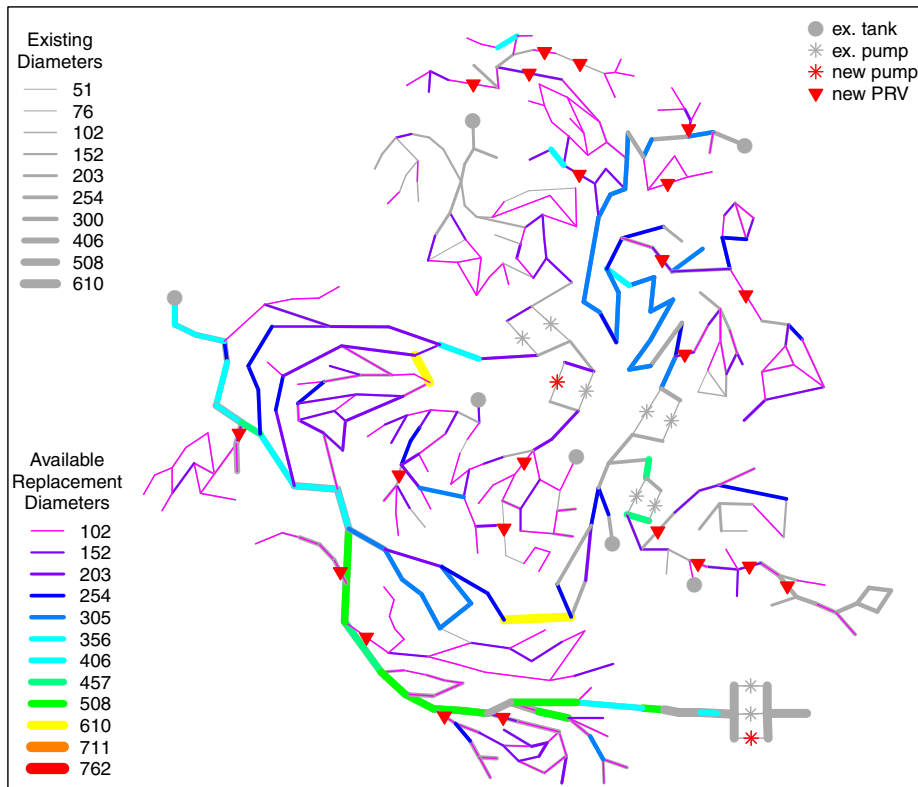 Existing
Diameters
51
76
102
152
203
254
300
406
508
610
ex. tank
ex. pump
new pump
new PRV
Available
Replacement
Diameters
102
152
203
254
305
356
406
457
508
610
711
762